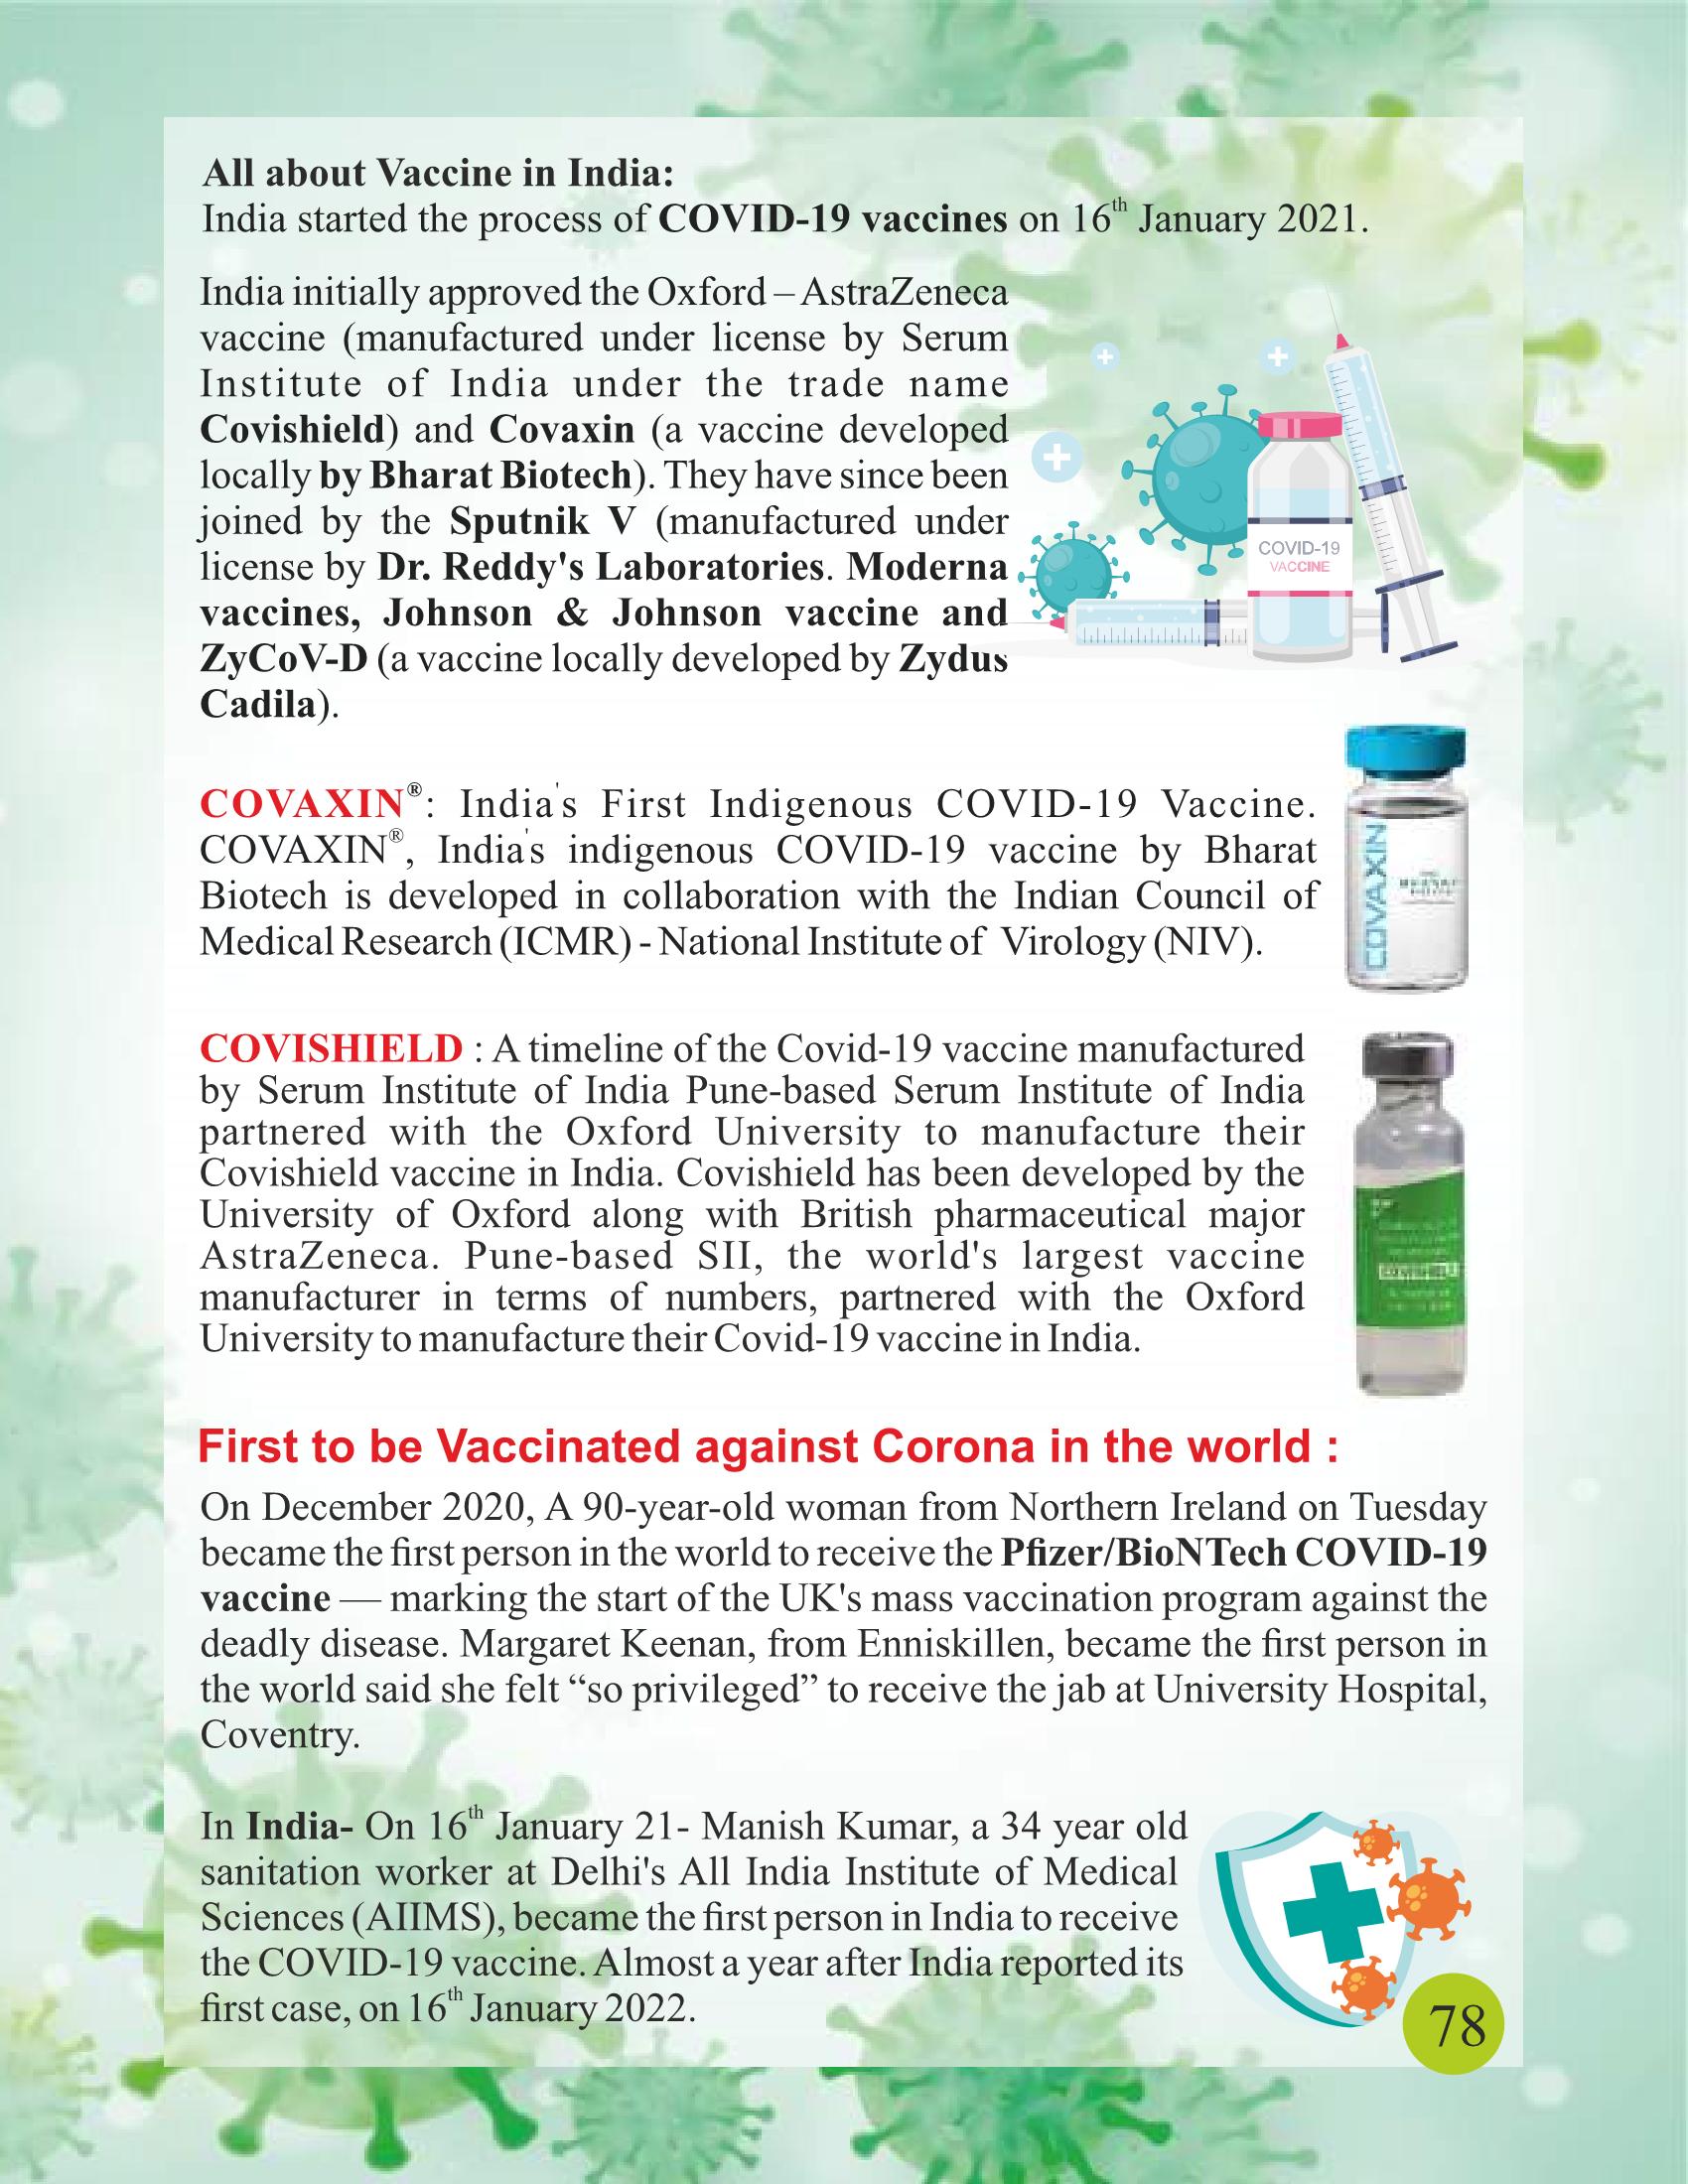 All about Vaccine in India:
India started the process of COVID-19 vaccines on 16th January 2021.
India initially approved the Oxford – AstraZeneca
vaccine (manufactured under license by Serum
Institute of India under the trade name
Covishield) and Covaxin (a vaccine developed
locally by Bharat Biotech). They have since been
joined by the Sputnik V (manufactured under
license by Dr. Reddy's Laboratories. Moderna
vaccines, Johnson & Johnson vaccine and
ZyCoV-D (a vaccine locally developed by Zydus
Cadila).
COVID-19
VACCINE
COVAXIN®: India's First Indigenous COVID-19 Vaccine.
COVAXIN®, India's indigenous COVID-19 vaccine by Bharat
Biotech is developed in collaboration with the Indian Council of
Medical Research (ICMR) - National Institute of Virology (NIV).
COVAXIN
COVISHIELD : A timeline of the Covid-19 vaccine manufactured
by Serum Institute of India Pune-based Serum Institute of India
partnered with the Oxford University to manufacture their
Covishield vaccine in India. Covishield has been developed by the
University of Oxford along with British pharmaceutical major
AstraZeneca. Pune-based SII, the world's largest vaccine
manufacturer in terms of numbers, partnered with the Oxford
University to manufacture their Covid-19 vaccine in India.
First to be Vaccinated against Corona in the world :
On December 2020, A 90-year-old woman from Northern Ireland on Tuesday
became the first person in the world to receive the Pfizer/BioNTech COVID-19
vaccine — marking the start of the UK's mass vaccination program against the
deadly disease. Margaret Keenan, from Enniskillen, became the first person in
the world said she felt “so privileged” to receive the jab at University Hospital,
Coventry.
In India- On 16th January 21- Manish Kumar, a 34 year old
sanitation worker at Delhi's All India Institute of Medical
Sciences (AIIMS), became the first person in India to receive
the COVID-19 vaccine. Almost a year after India reported its
first case, on 16th January 2022.
78